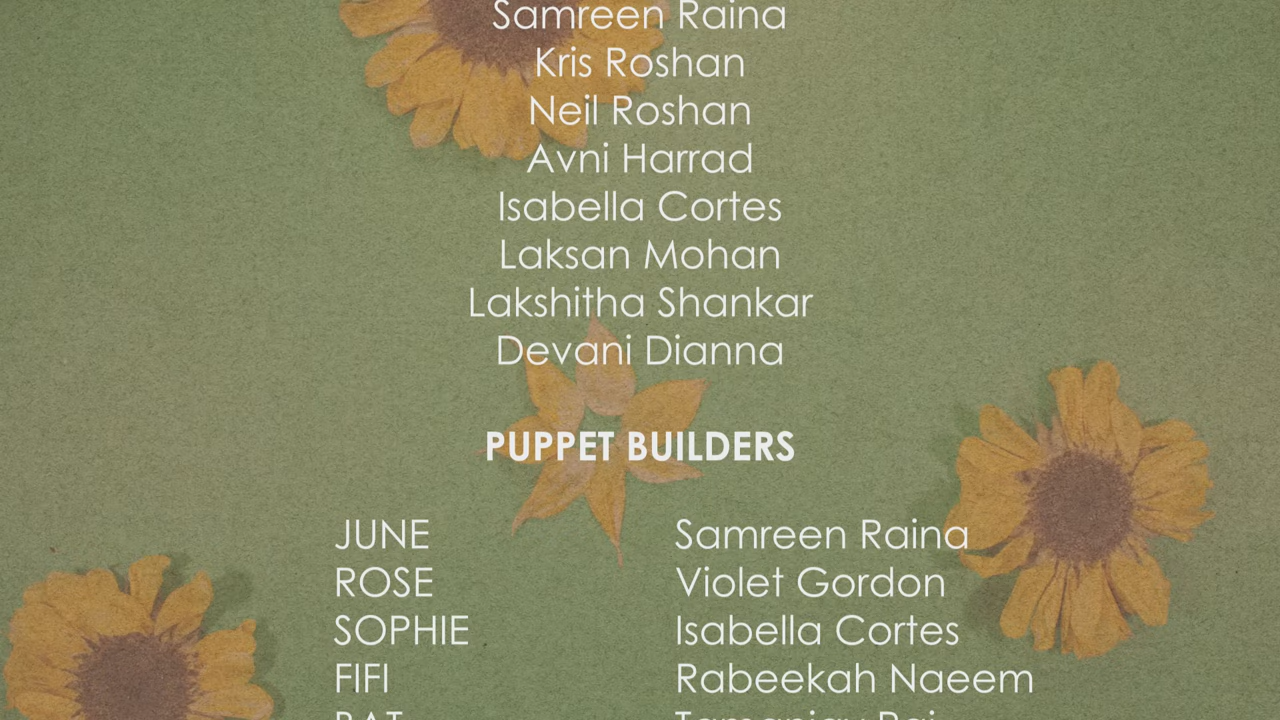 Samreen Raina
Kris Roshan
Neil Roshan
Avni Harrad
Isabella Cortes
Laksan Mohan
Lakshitha Shankar
Devani Dianna
PUPPET BUILDERS
JUNE Samreen Raina
ROSE Violet Gordon
SOPHIE Isabella Cortes
FIFI Rabeekah Naeem